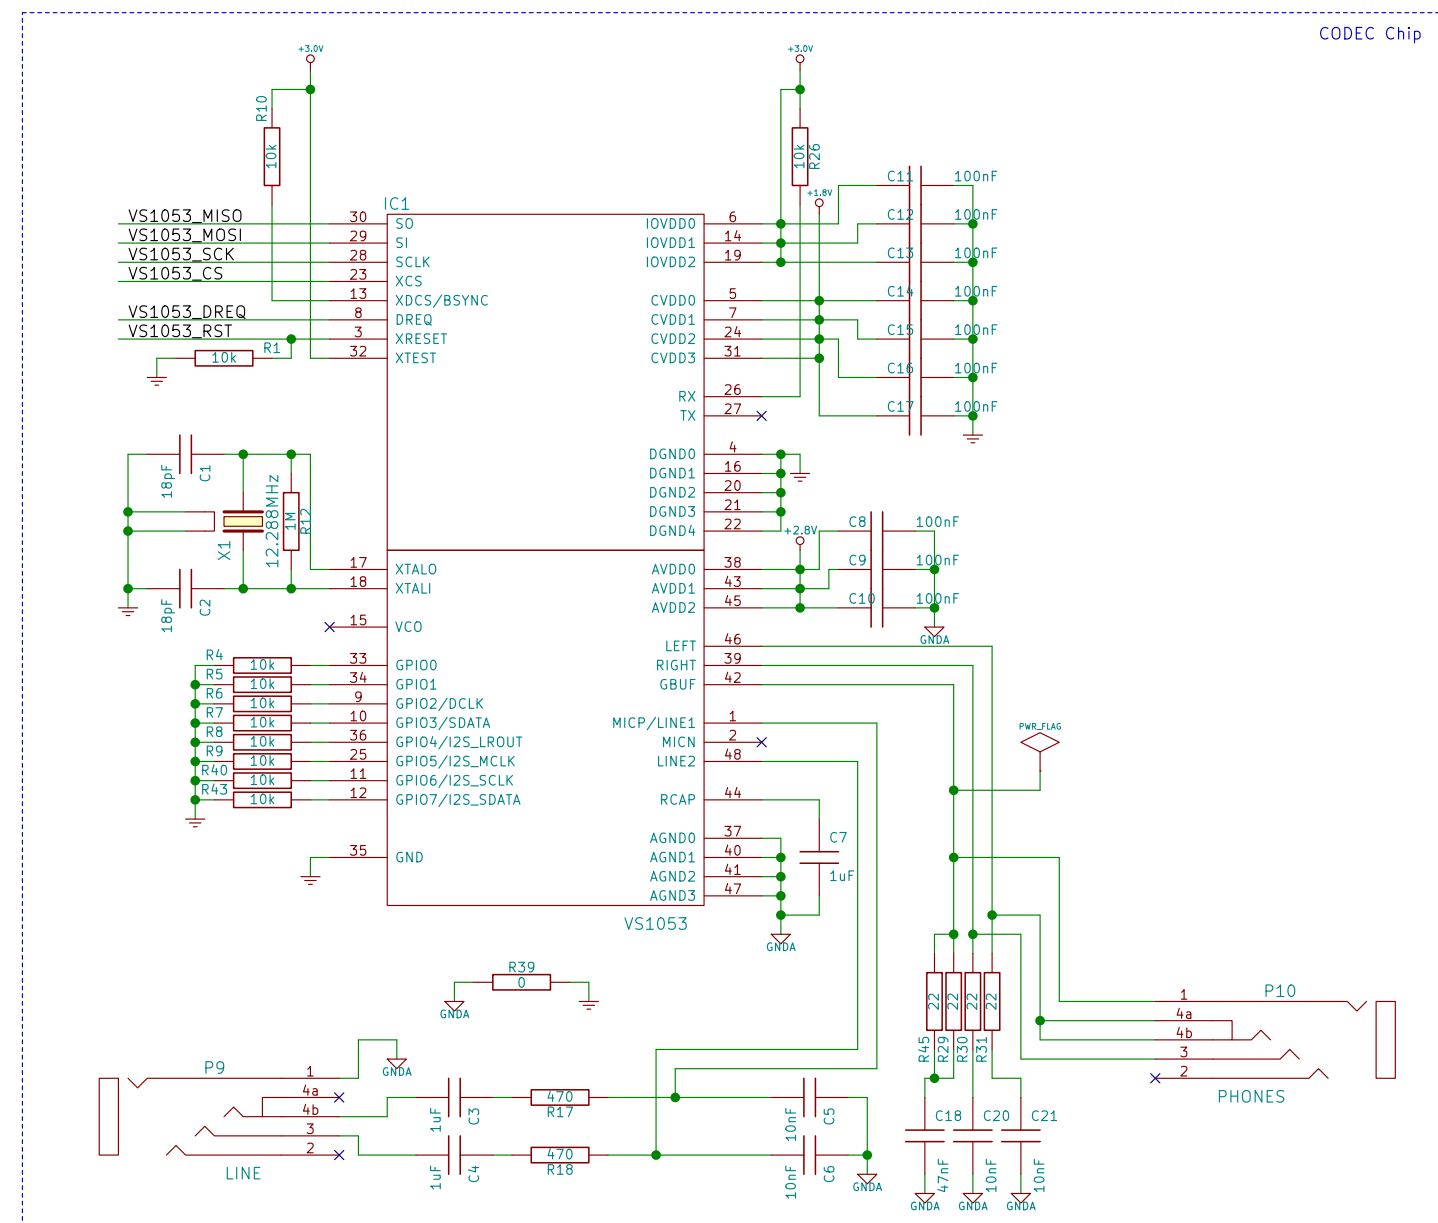 CODEC Chip
+3.0V
+3.0V
R10
10k
10k
R26
+1.8V
IC1
C11 100nF
VS1053_MISO 30 SO IOVDD0 6 C12 100nF
VS1053_MOSI 29 SI IOVDD1 14
VS1053_SCK 28 SCLK IOVDD2 19 C13 100nF
VS1053_CS 23 XCS
13 XDCS/BSYNC CVDD0 5 C14 100nF
VS1053_DREQ 8 DREQ CVDD1 7
VS1053_RST 3 XRESET CVDD2 24 C15 100nF
R1
10k
32 XTEST CVDD3 31 C16 100nF
RX 26
TX 27 C17 100nF
DGND0 4
DGND1 16
DGND2 20
DGND3 21
DGND4 22
18pF
C1
12.288MHz
X1
1M
R12
18pF
C2
+2.8V
C8 100nF
17 XTALO AVDD0 38 C9 100nF
18 XTALI AVDD1 43
AVDD2 45 C10 100nF
GNDA
15 VCO
LEFT 46
R4 10k 33 GPIO0 RIGHT 39
R5 10k 34 GPIO1 GBUF 42
R6 10k 9 GPIO2/DCLK
R7 10k 10 GPIO3/SDATA MICP/LINE1 1
R8 10k 36 GPIO4/I2S_LROUT MICN 2
R9 10k 25 GPIO5/I2S_MCLK LINE2 48
R40 10k 11 GPIO6/I2S_SCLK
R43 10k 12 GPIO7/I2S_SDATA RCAP 44
PWR_FLAG
AGND0 37
35 GND AGND1 40
AGND2 41
AGND3 47
C7
1uF
VS1053
GNDA
R39
0
GNDA
22
22
22
22
R45
R29
R30
R31
P10
1
4a
4b
3
2
PHONES
GNDA
P9
1
4a
4b
3
2
LINE
1uF
C3
470
R17
10nF
C5
1uF
C4
470
R18
10nF
C6
GNDA
C18
47nF
GNDA
C20
10nF
GNDA
C21
10nF
GNDA